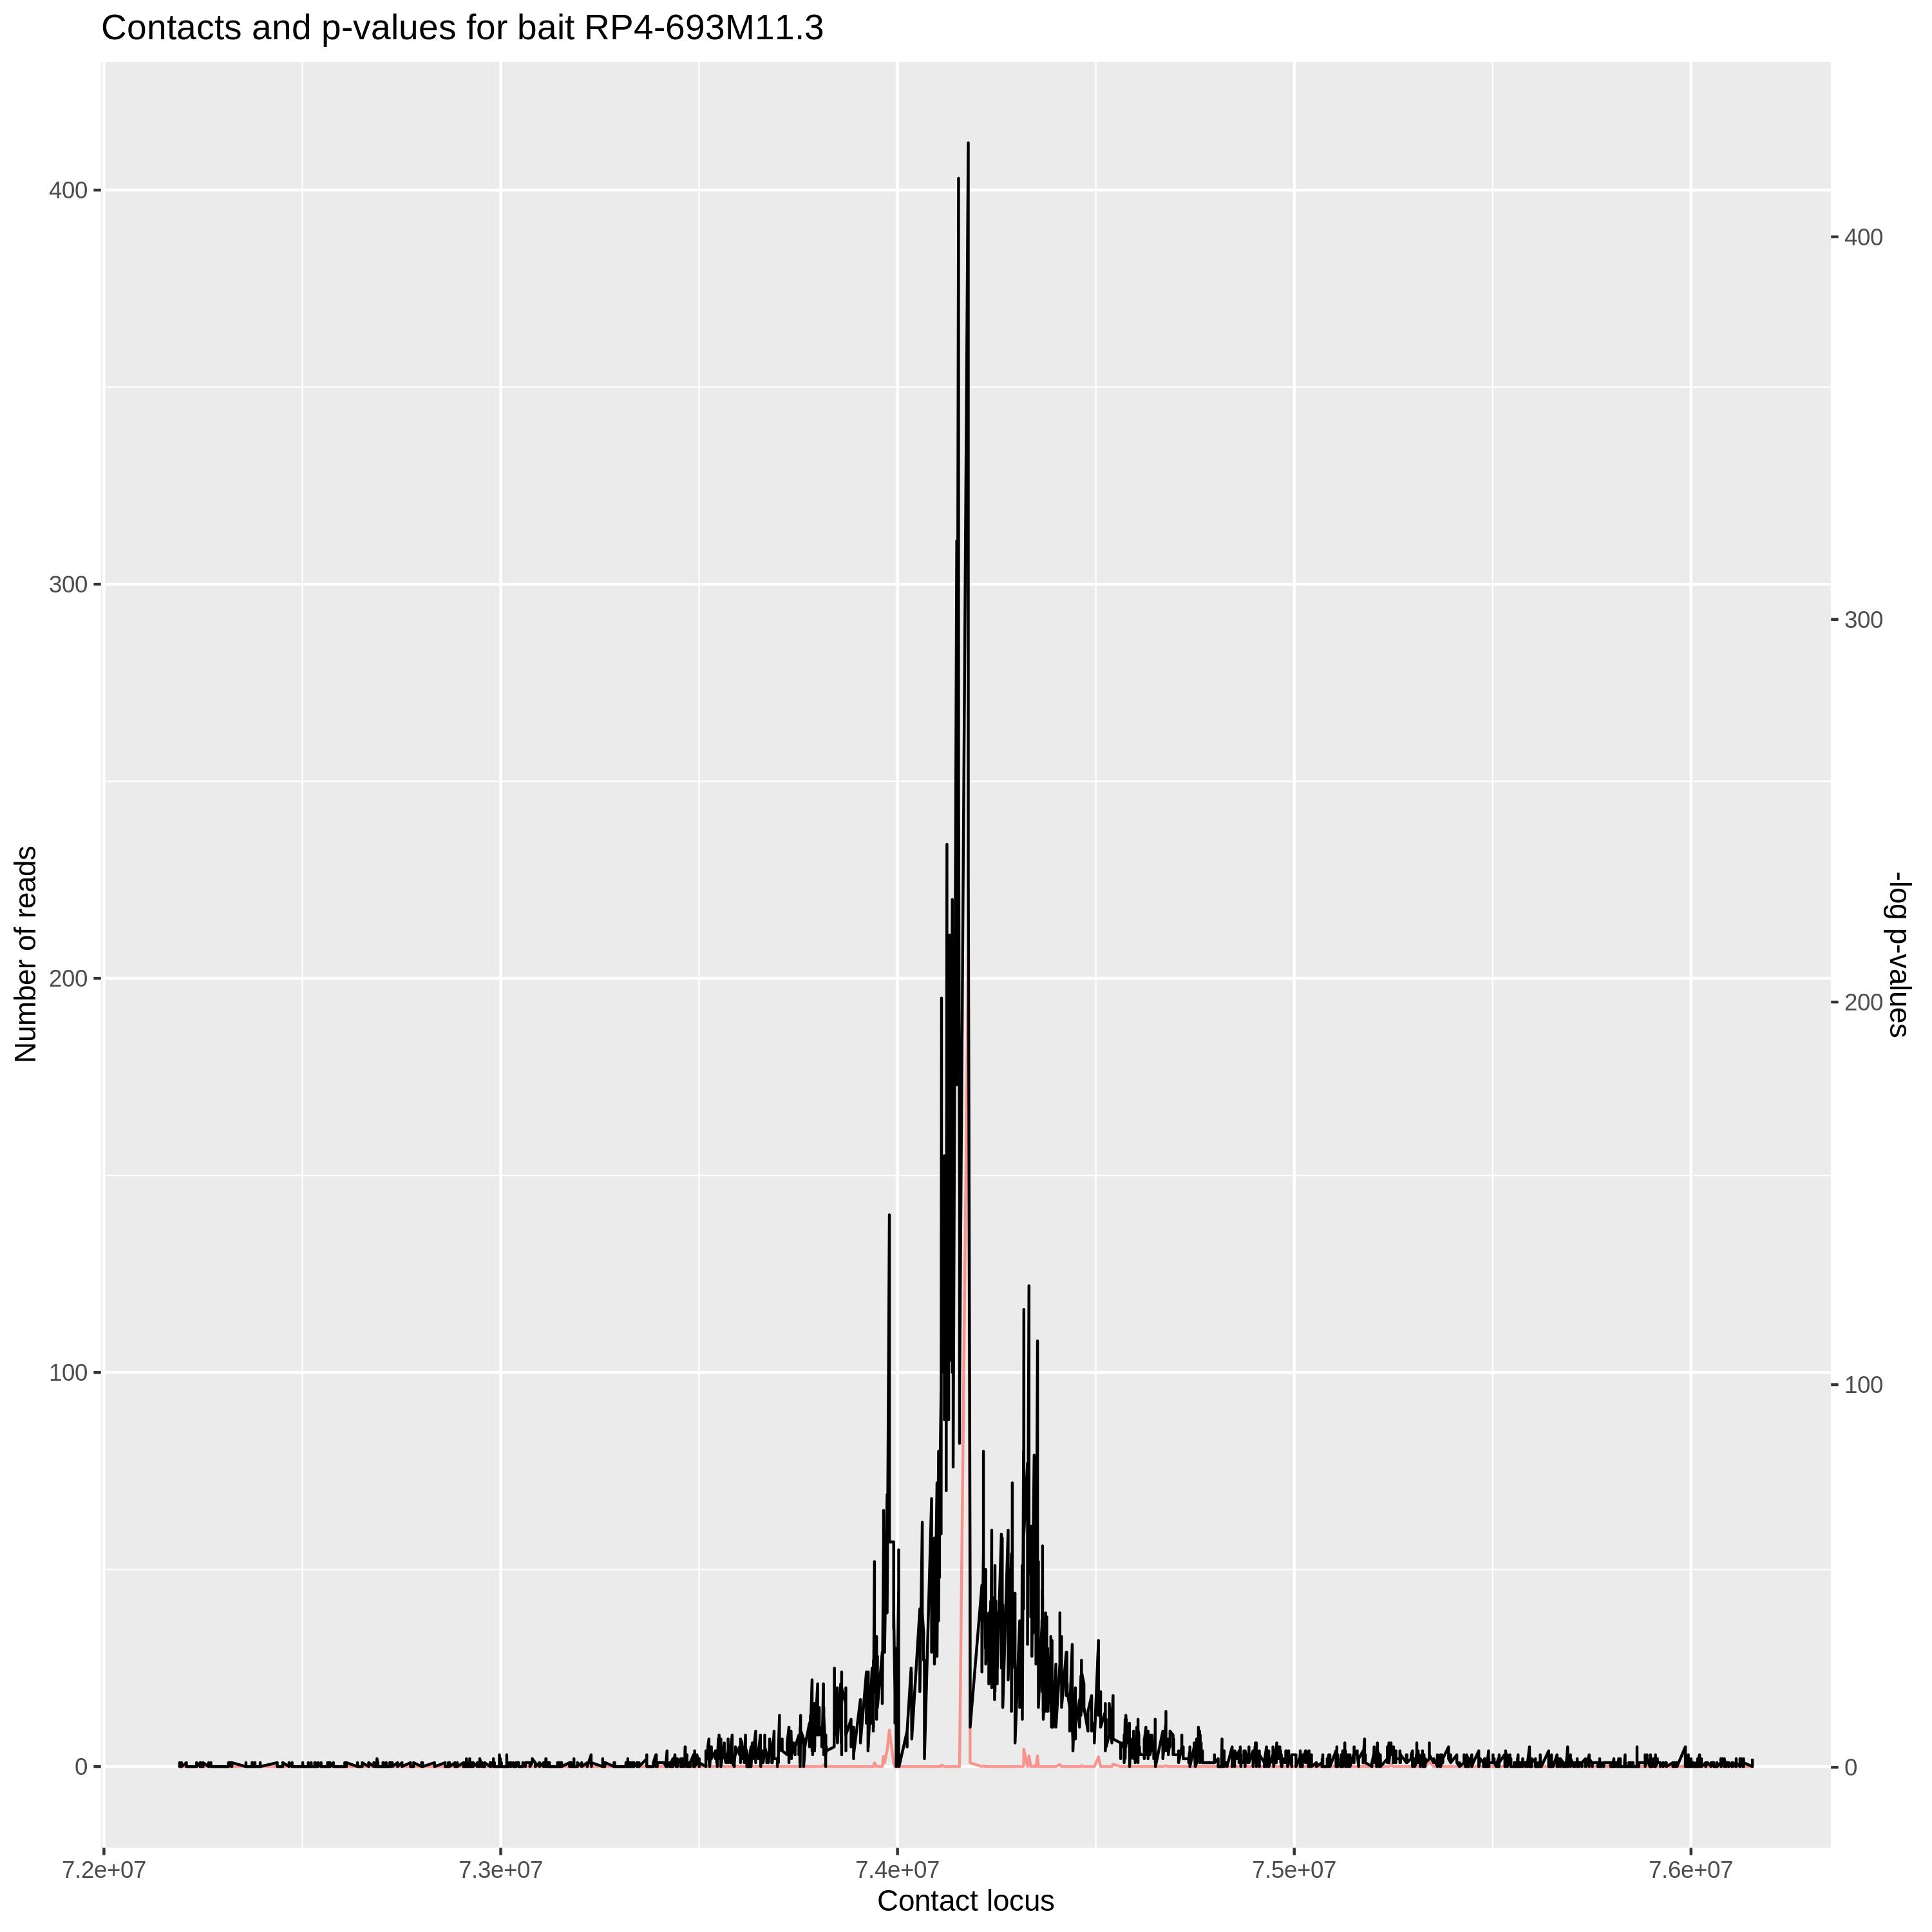 Contacts and p-values for bait RP4-693M11.3
400
300
200
100
0
Number of reads
400
300
200
100
0
-log p-values
7.2e+07
7.3e+07
7.4e+07
7.5e+07
7.6e+07
Contact locus